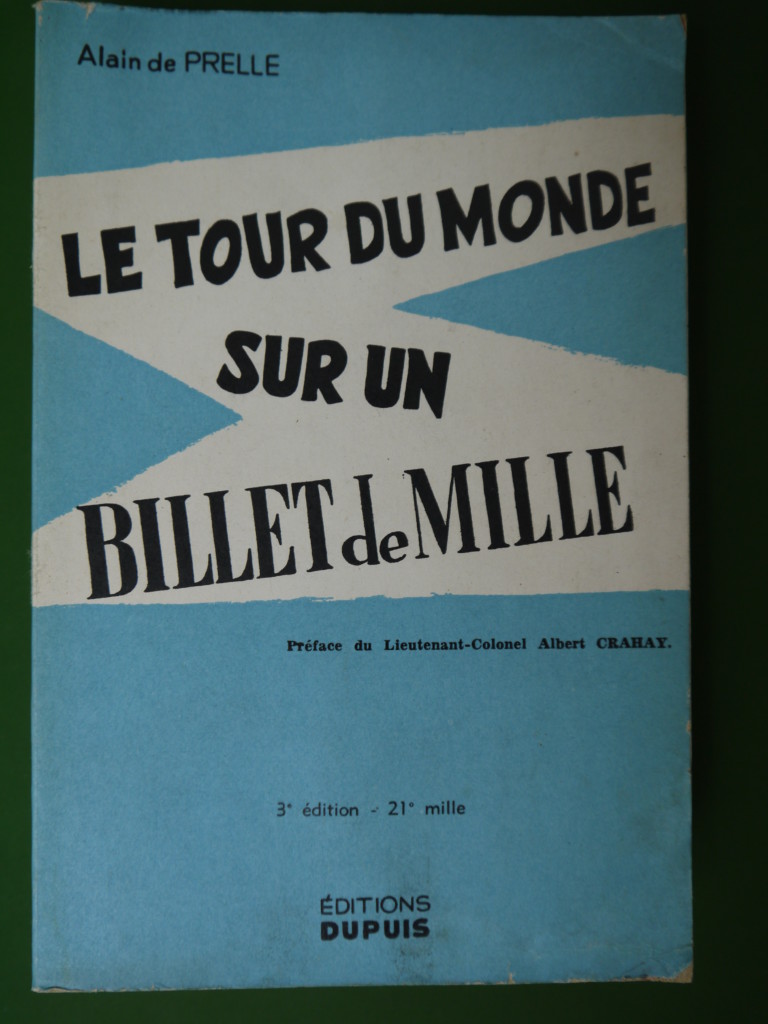 Alain de PRELLE
LE TOUR DU MONDE
SUR UN
BILLET de MILLE
Préface du Lieutenant-Colonel Albert CRAHAY.
3e édition - 21e mille
ÉDITIONS
DUPUIS